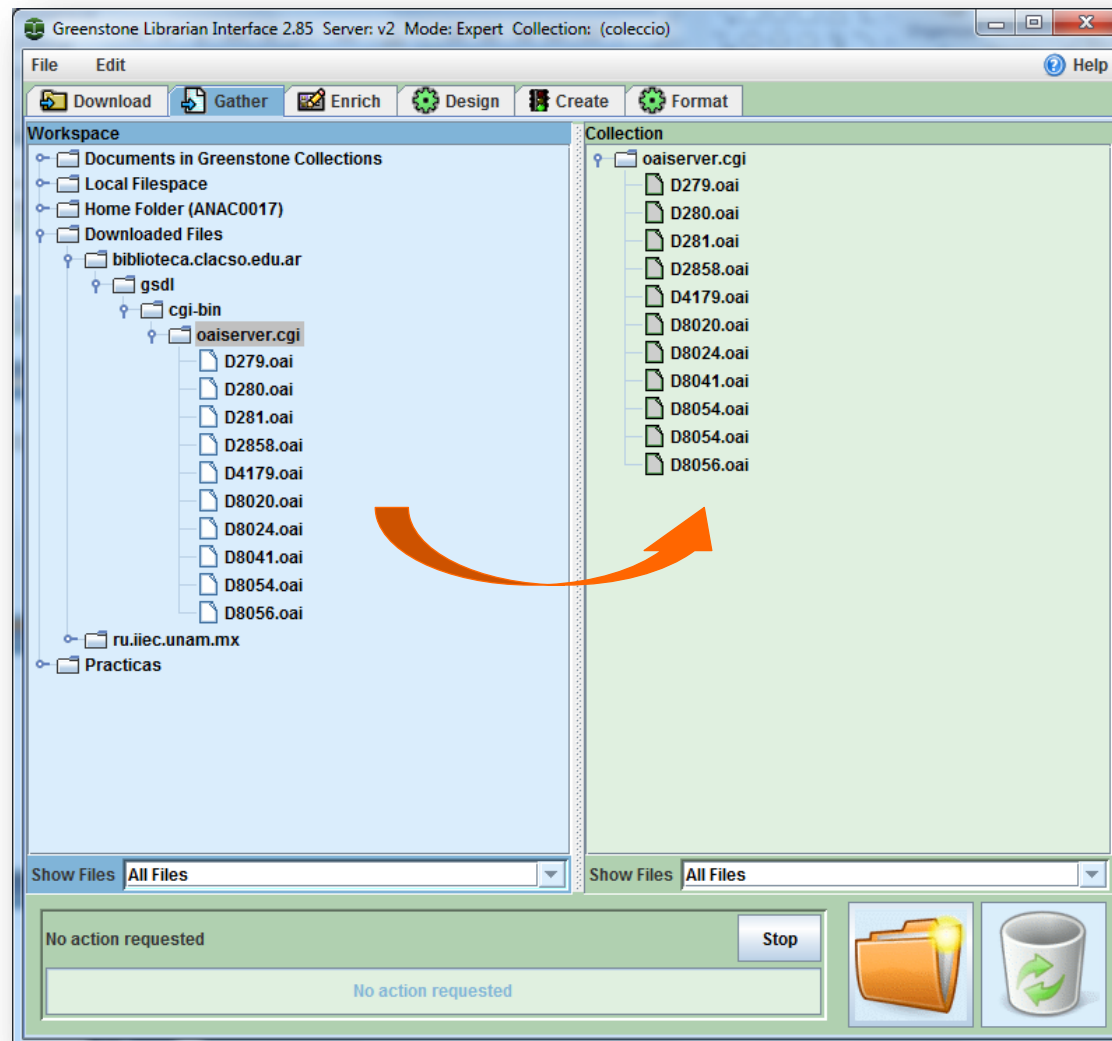 Greenstone Librarian Interface 2.85 Server: v2 Mode: Expert Collection: (coleccio)
File Edit Help
Download Gather Enrich Design Create Format
Workspace
Documents in Greenstone Collections
Local Filespace
Home Folder (ANAC0017)
Downloaded Files
biblioteca.clacso.edu.ar
gsdl
cgi-bin
oaiserver.cgi
D279.oai
D280.oai
D281.oai
D2858.oai
D4179.oai
D8020.oai
D8024.oai
D8041.oai
D8054.oai
D8056.oai
ru.iiec.unam.mx
Practicas
Show Files All Files
Collection
oaiserver.cgi
D279.oai
D280.oai
D281.oai
D2858.oai
D4179.oai
D8020.oai
D8024.oai
D8041.oai
D8054.oai
D8054.oai
D8056.oai
Show Files All Files
No action requested
Stop
No action requested